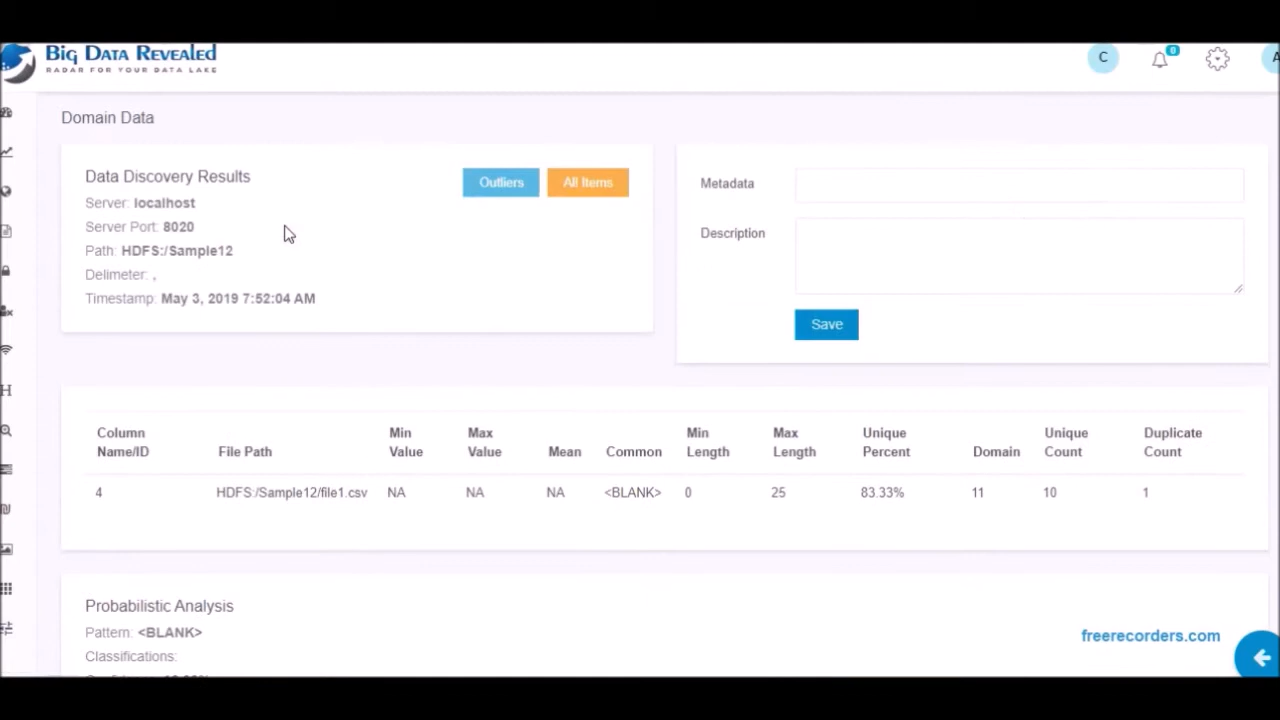 Big Data Revealed
RADAR FOR YOUR DATA LAKE
C
0
A
Domain Data
Data Discovery Results
Outliers
All Items
Server: localhost
Server Port: 8020
Path: HDFS:/Sample12
Delimeter: ,
Timestamp: May 3, 2019 7:52:04 AM
Metadata
Description
Save
Column Name/ID File Path Min Value Max Value Mean Common Min Length Max Length Unique Percent Domain Unique Count Duplicate Count
4 HDFS:/Sample12/file1.csv NA NA NA <BLANK> 0 25 83.33% 11 10 1
Probabilistic Analysis
Pattern: <BLANK>
Classifications:
freerecorders.com